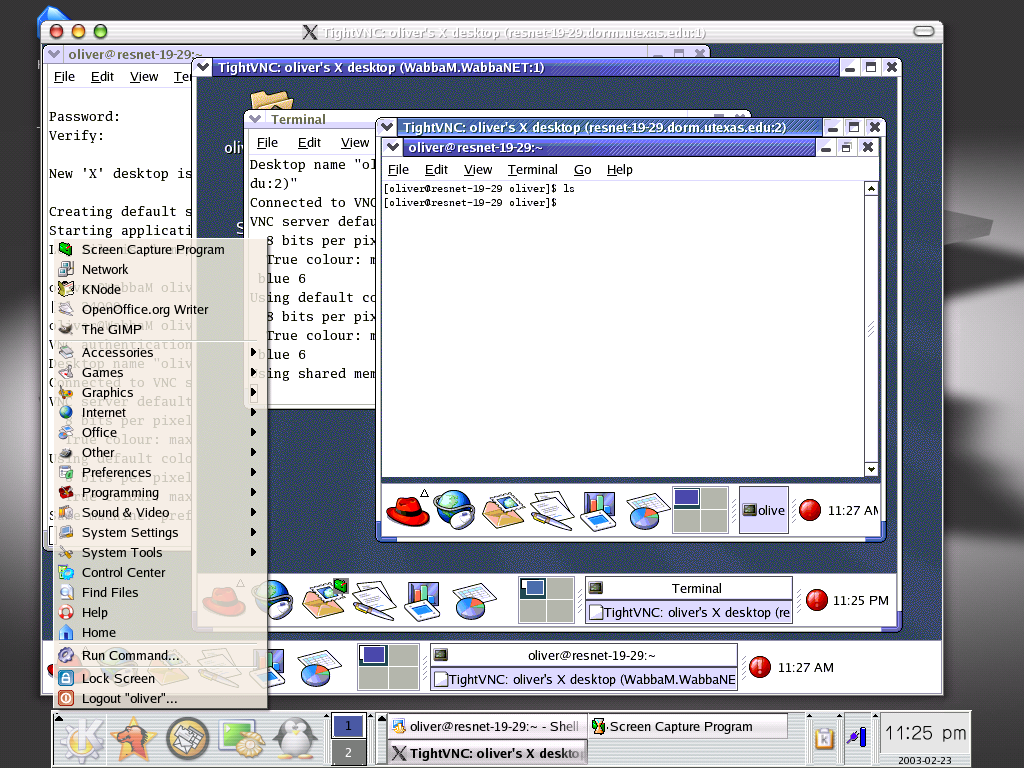 TightVNC: oliver's X desktop (resnet-19-29.dorm.utexas.edu:1)
oliver@resnet-19-29:~
File Edit View Te
Password:
Verify:
New 'X' desktop is
Creating default s
Starting applicati
TightVNC: oliver's X desktop (WabbaM.WabbaNET:1)
Terminal
File Edit View
Desktop name "ol
du:2)"
Connected to VNC
VNC server defau
8 bits per pix
True colour: m
blue 6
Using default co
8 bits per pix
True colour: m
blue 6
Using shared mem
TightVNC: oliver's X desktop (resnet-19-29.dorm.utexas.edu:2)
oliver@resnet-19-29:~
File Edit View Terminal Go Help
[oliver@resnet-19-29 oliver]$ ls
[oliver@resnet-19-29 oliver]$
olive
11:27 AM
Screen Capture Program
Network
KNode
OpenOffice.org Writer
The GIMP
Accessories
Games
Graphics
Internet
Office
Other
Preferences
Programming
Sound & Video
System Settings
System Tools
Control Center
Find Files
Help
Home
Run Command...
Lock Screen
Logout "oliver"...
Terminal
TightVNC: oliver's X desktop (re
11:25 PM
oliver@resnet-19-29:~
TightVNC: oliver's X desktop (WabbaM.WabbaNE
11:27 AM
1
2
oliver@resnet-19-29:~ - Shell
Screen Capture Program
TightVNC: oliver's X deskto
11:25 pm
2003-02-23